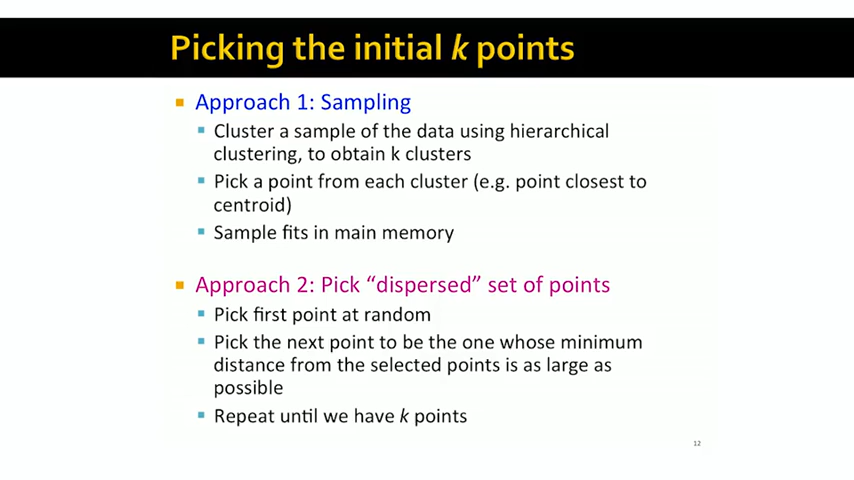 Picking the initial k points
Approach 1: Sampling
Cluster a sample of the data using hierarchical
clustering, to obtain k clusters
Pick a point from each cluster (e.g. point closest to
centroid)
Sample fits in main memory
Approach 2: Pick “dispersed” set of points
Pick first point at random
Pick the next point to be the one whose minimum
distance from the selected points is as large as
possible
Repeat until we have k points
12